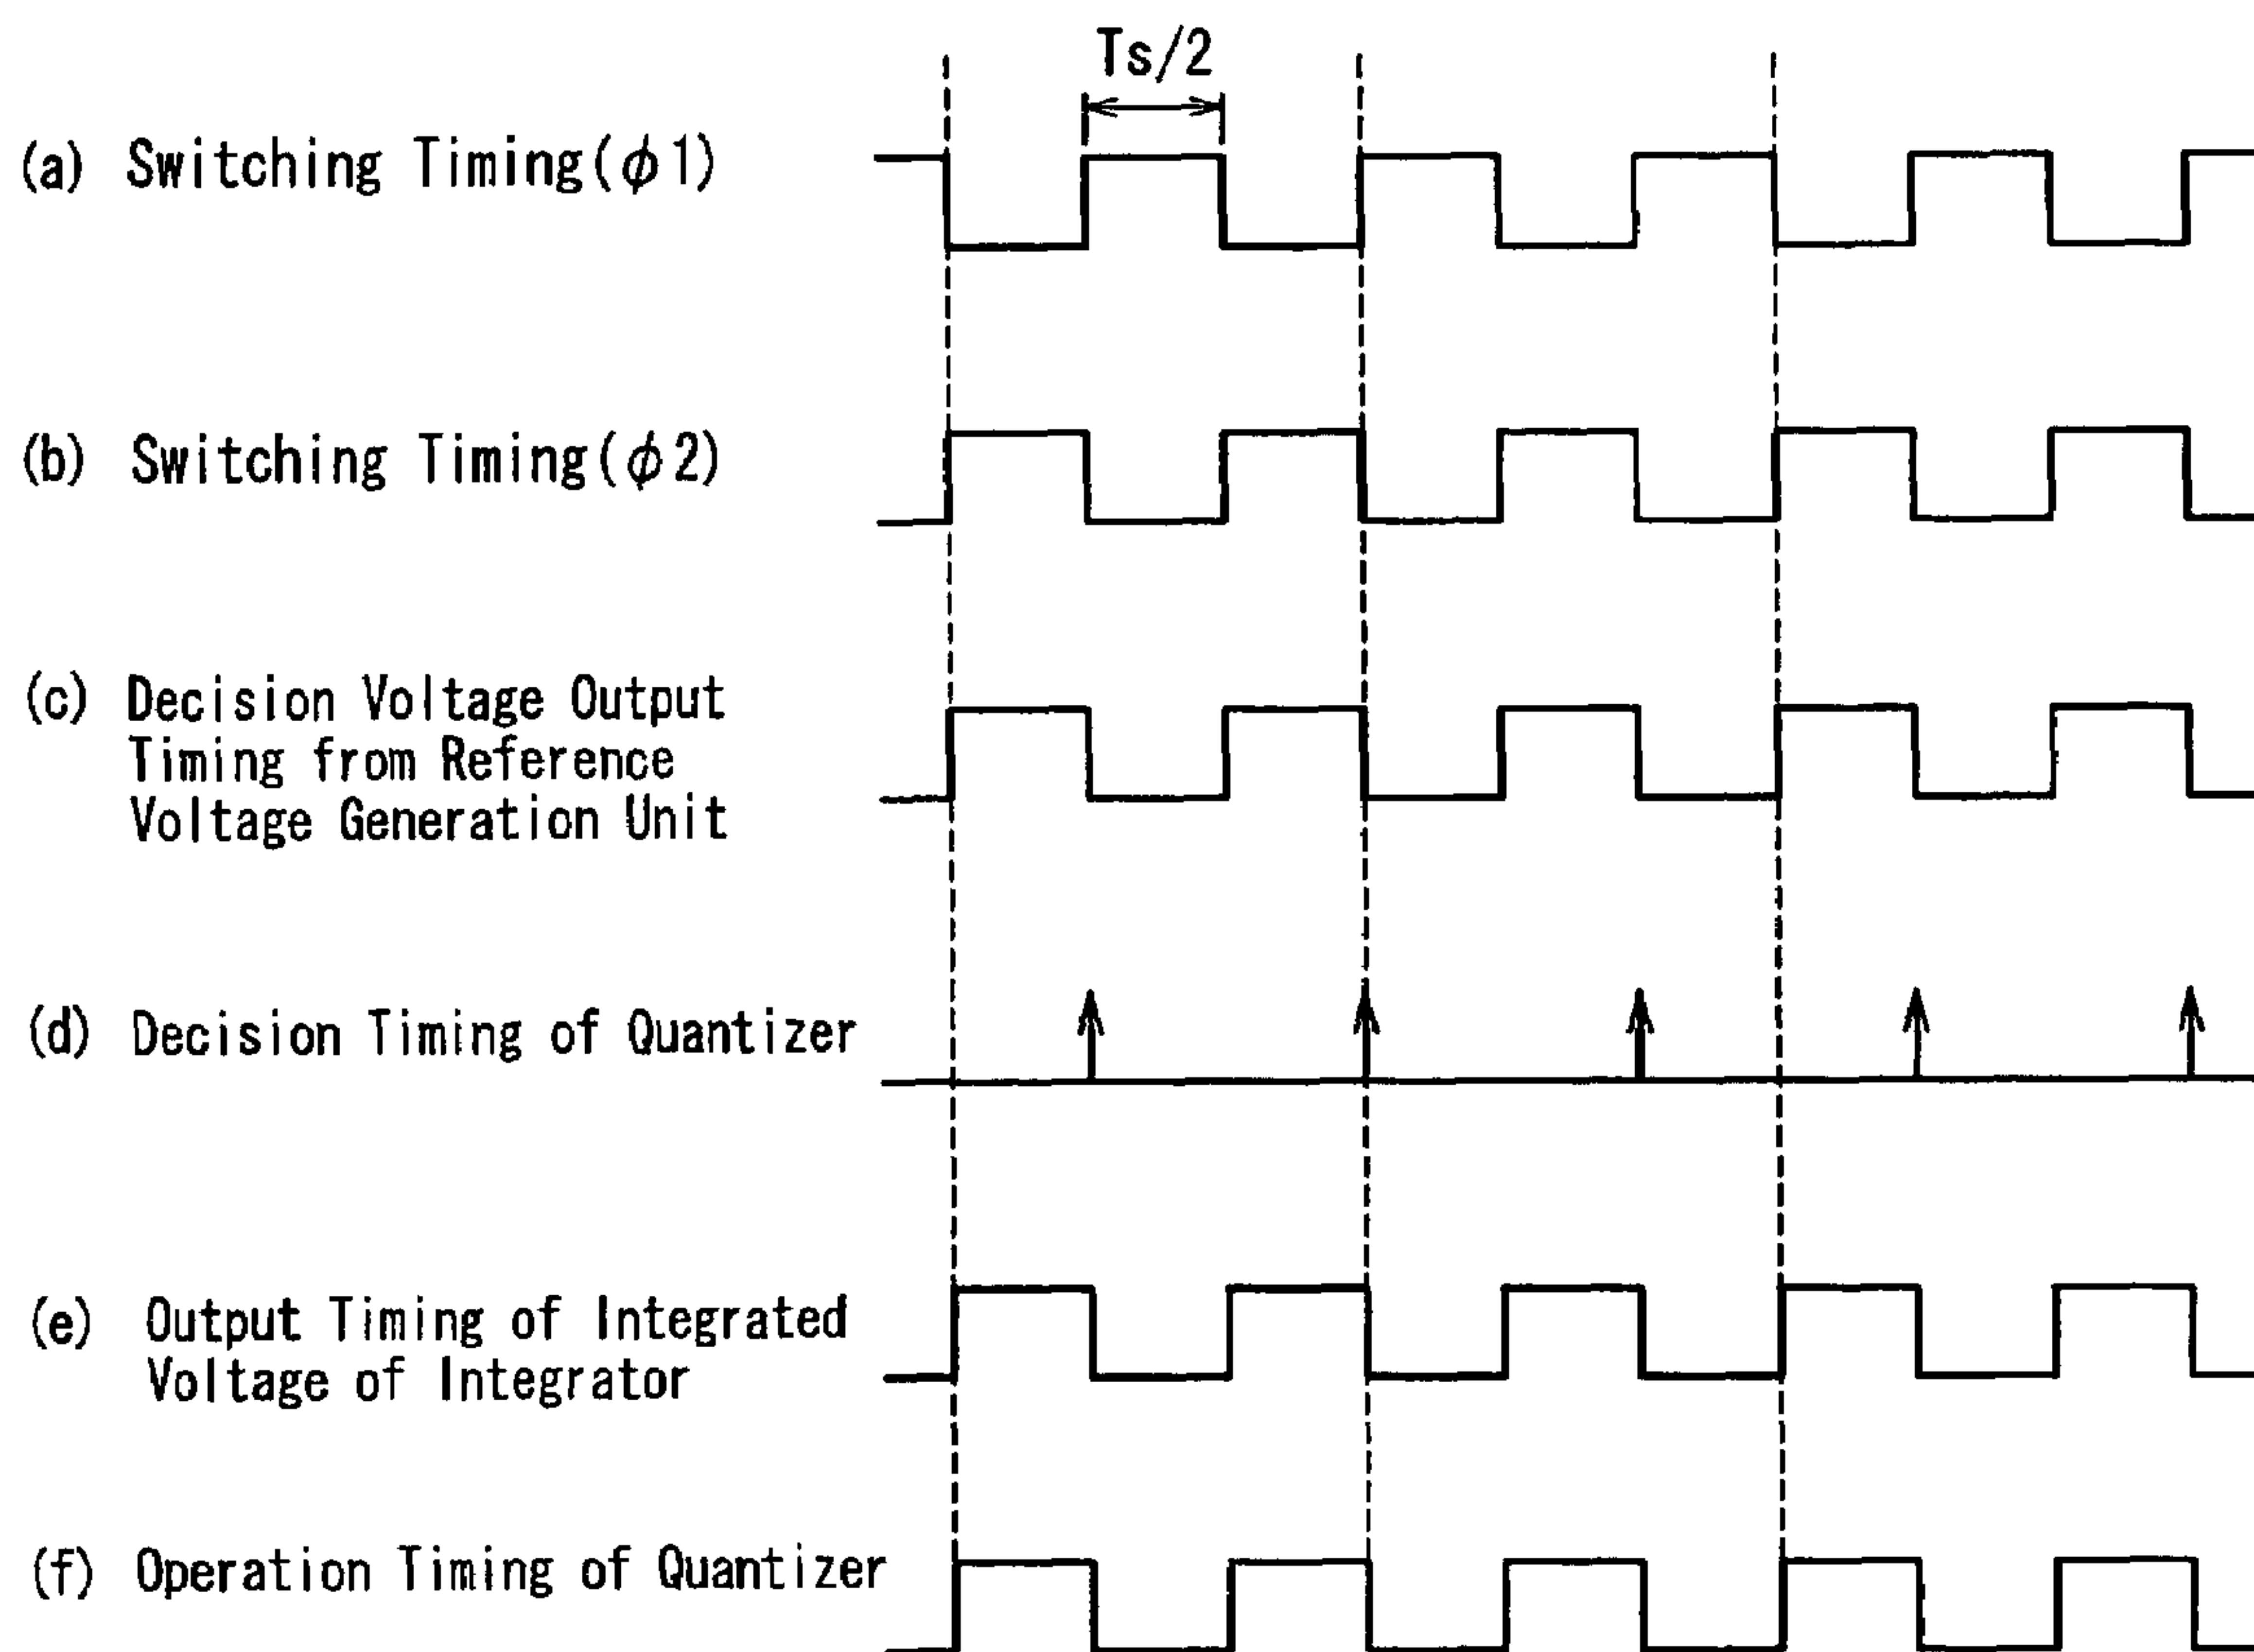 Ts/2
(a) Switching Timing(ϕ1)
(b) Switching Timing(ϕ2)
(c) Decision Voltage Output
Timing from Reference
Voltage Generation Unit
(d) Decision Timing of Quantizer
(e) Output Timing of Integrated
Voltage of Integrator
(f) Operation Timing of Quantizer